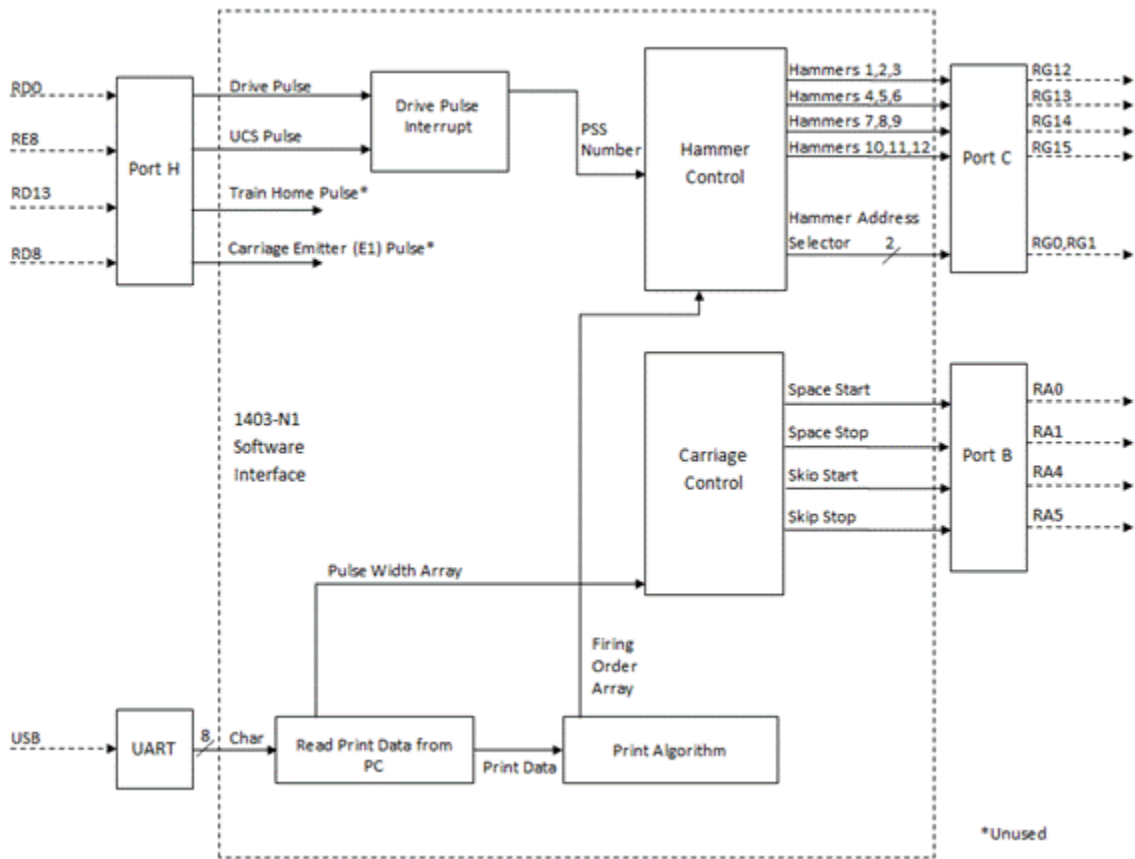 RD0
RE8
RD13
RD8
Port H
Drive Pulse
UCS Pulse
Train Home Pulse*
Carriage Emitter (E1) Pulse*
Drive Pulse
Interrupt
PSS
Number
Hammer
Control
Hammers 1,2,3
Hammers 4,5,6
Hammers 7,8,9
Hammers 10,11,12
Hammer Address
Selector 2
Port C
RG12
RG13
RG14
RG15
RG0,RG1
1403-N1
Software
Interface
Carriage
Control
Space Start
Space Stop
Skio Start
Skip Stop
Port B
RA0
RA1
RA4
RA5
Pulse Width Array
Firing
Order
Array
USB
UART
8
Char
Read Print Data from
PC
Print Data
Print Algorithm
*Unused